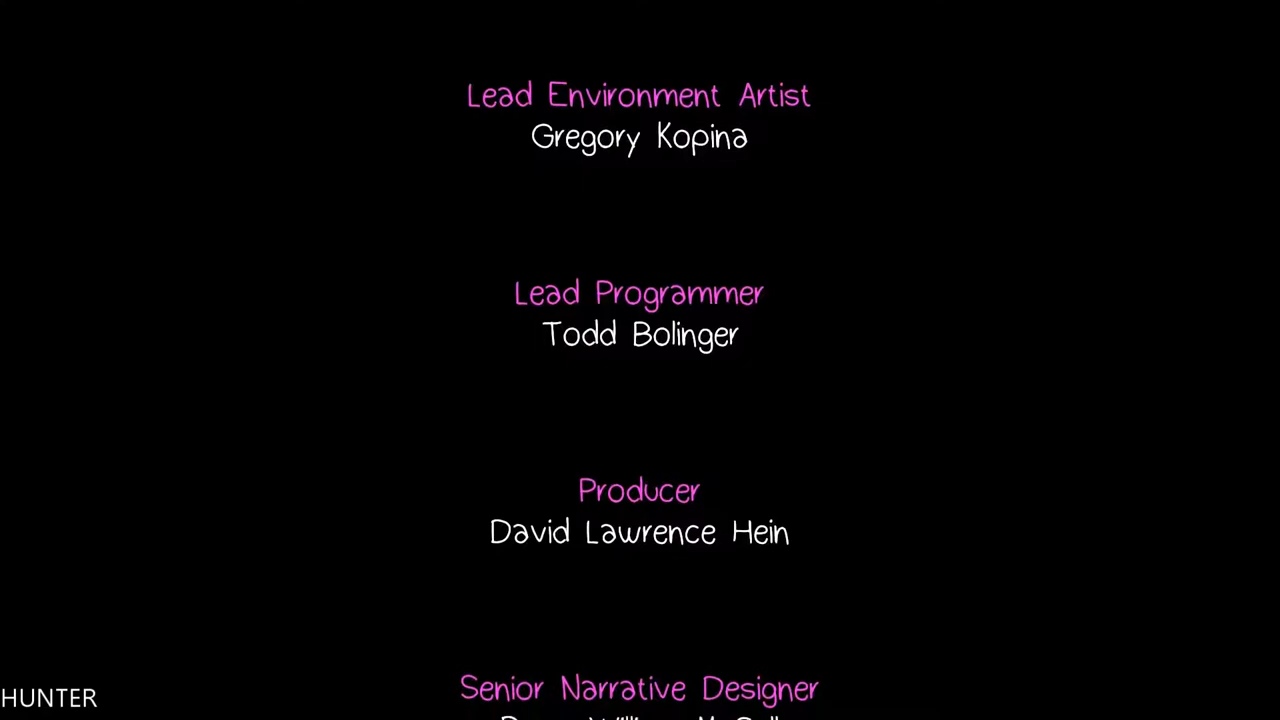 Lead Environment Artist
Gregory Kopina
Lead Programmer
Todd Bolinger
Producer
David Lawrence Hein
Senior Narrative Designer
HUNTER